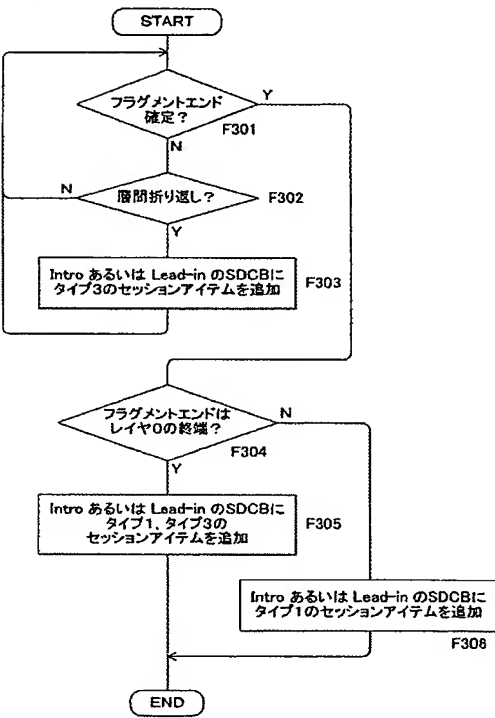 START
フラグメントエンド
確定？
Y
F301
N
N
層間折り返し？
F302
Y
Intro あるいは Lead-in のSDCBに
タイプ3のセッションアイテムを追加
F303
フラグメントエンドは
レイヤ0の終端？
N
F304
Y
Intro あるいは Lead-in のSDCBに
タイプ1、タイプ3の
セッションアイテムを追加
F305
Intro あるいは Lead-in のSDCBに
タイプ1のセッションアイテムを追加
F306
END